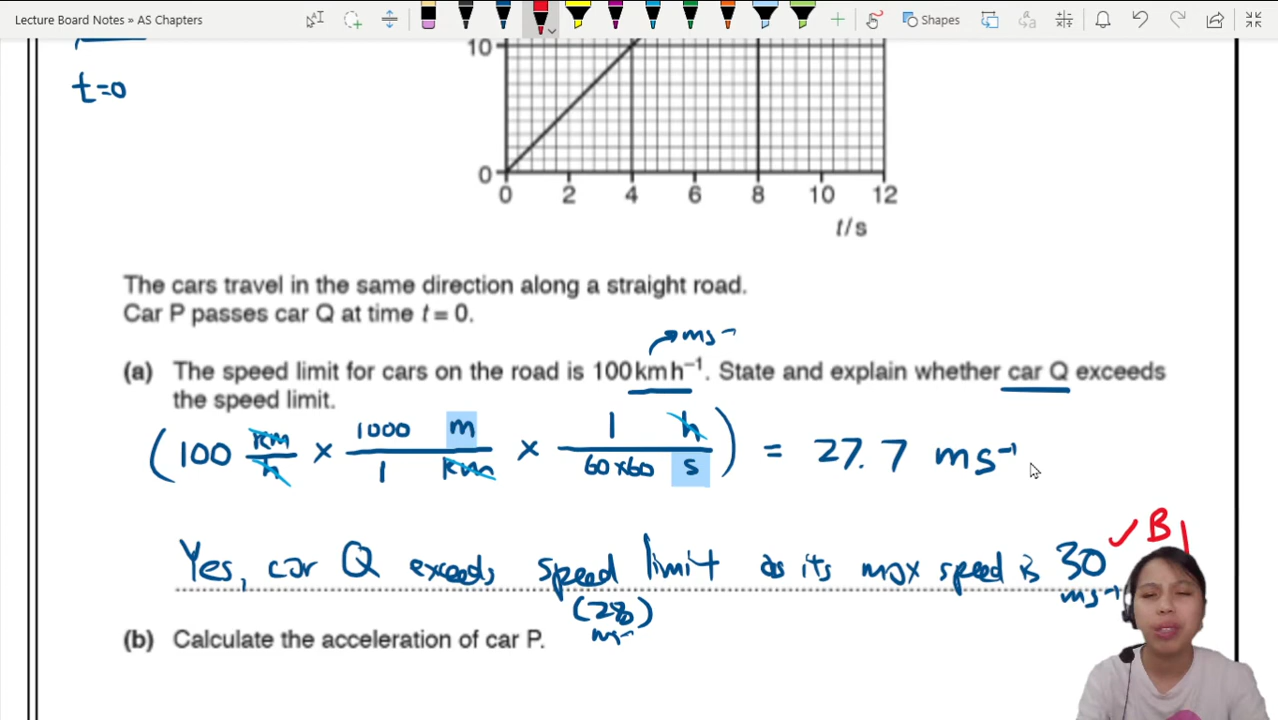 Lecture Board Notes » AS Chapters
Shapes
10
t=0
0
0 2 4 6 8 10 12
t/s
The cars travel in the same direction along a straight road.
Car P passes car Q at time t = 0.
ms⁻¹
(a) The speed limit for cars on the road is 100 km h⁻¹. State and explain whether car Q exceeds
the speed limit.
(100 km/h × 1000 m/1 km × 1 h/60×60 s) = 27.7 ms⁻¹
B1
Yes, car Q exceeds speed limit as its max speed is 30
ms⁻¹
(28)
ms⁻¹
(b) Calculate the acceleration of car P.